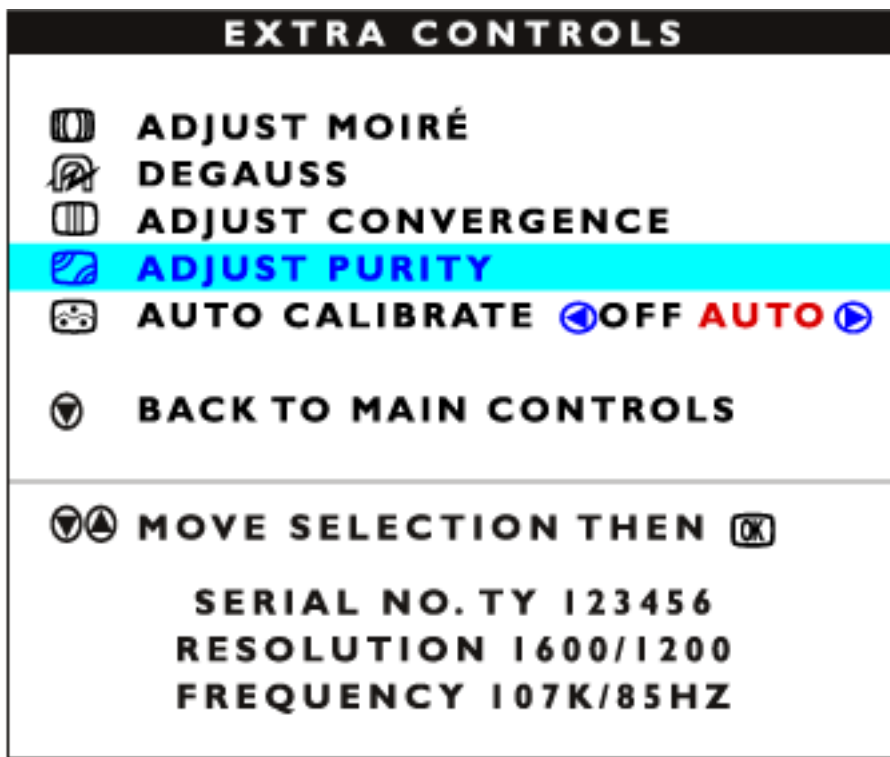 EXTRA CONTROLS
ADJUST MOIRÉ
DEGAUSS
ADJUST CONVERGENCE
ADJUST PURITY
AUTO CALIBRATE OFF AUTO
BACK TO MAIN CONTROLS
MOVE SELECTION THEN OK
SERIAL NO. TY 123456
RESOLUTION 1600/1200
FREQUENCY 107K/85HZ